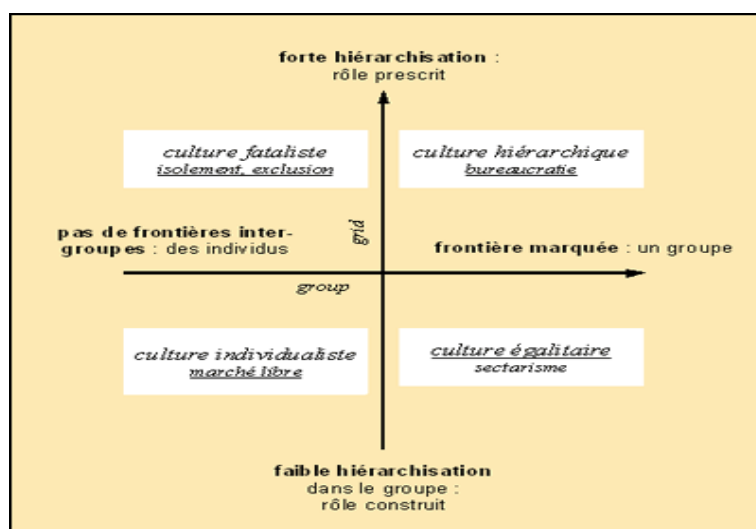 forte hiérarchisation :
rôle prescrit
culture fataliste
isolement, exclusion
culture hiérarchique
bureaucratie
pas de frontières inter-
groupes : des individus
grid
frontière marquée : un groupe
group
culture individualiste
marché libre
culture égalitaire
sectarisme
faible hiérarchisation
dans le groupe :
rôle construit